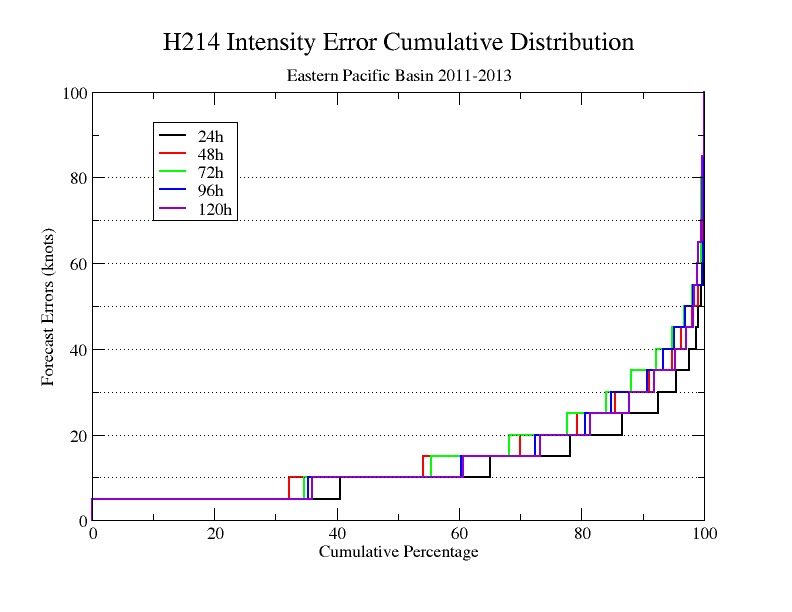 H214 Intensity Error Cumulative Distribution
Eastern Pacific Basin 2011-2013
100
80
60
40
20
0
Forecast Errors (knots)
24h
48h
72h
96h
120h
0 20 40 60 80 100
Cumulative Percentage